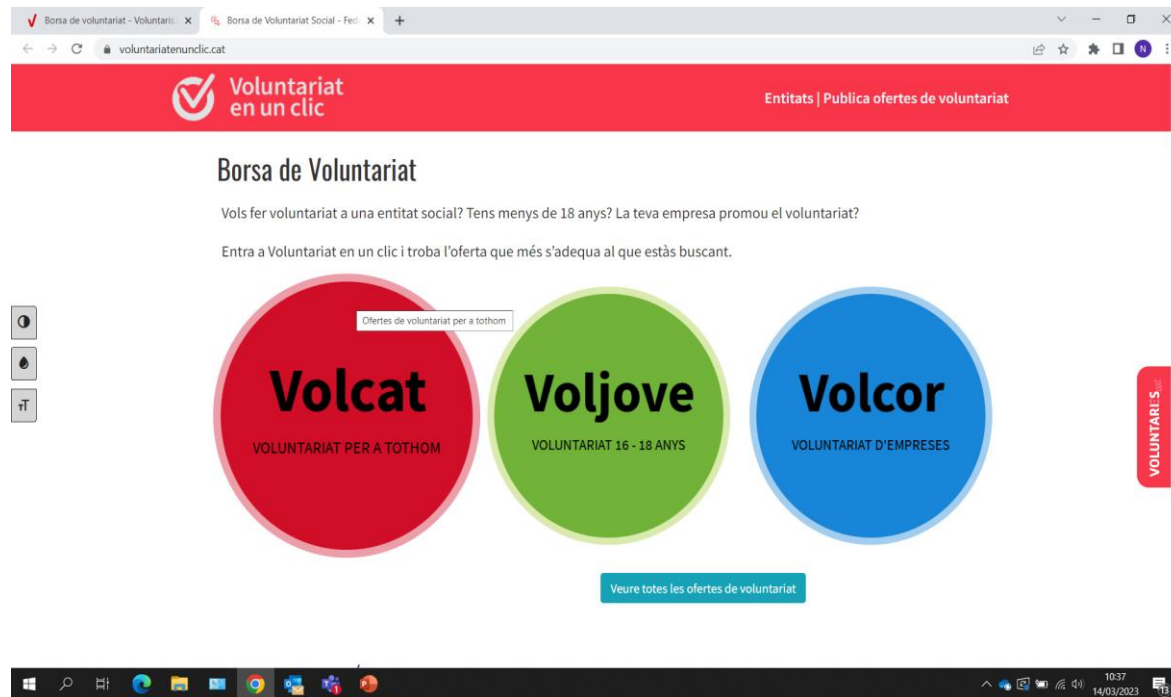 Borsa de voluntariat - Voluntaris
Borsa de Voluntariat Social - Fed
voluntariatenunclic.cat
N
Voluntariat
en un clic
Entitats | Publica ofertes de voluntariat
Borsa de Voluntariat
Vols fer voluntariat a una entitat social? Tens menys de 18 anys? La teva empresa promou el voluntariat?
Entra a Voluntariat en un clic i troba l'oferta que més s'adequa al que estàs buscant.
Ofertes de voluntariat per a tothom
Volcat
VOLUNTARIAT PER A TOTHOM
Voljove
VOLUNTARIAT 16 - 18 ANYS
Volcor
VOLUNTARIAT D'EMPRESES
TT
VOLUNTARIES
Veure totes les ofertes de voluntariat
10:37
14/03/2023